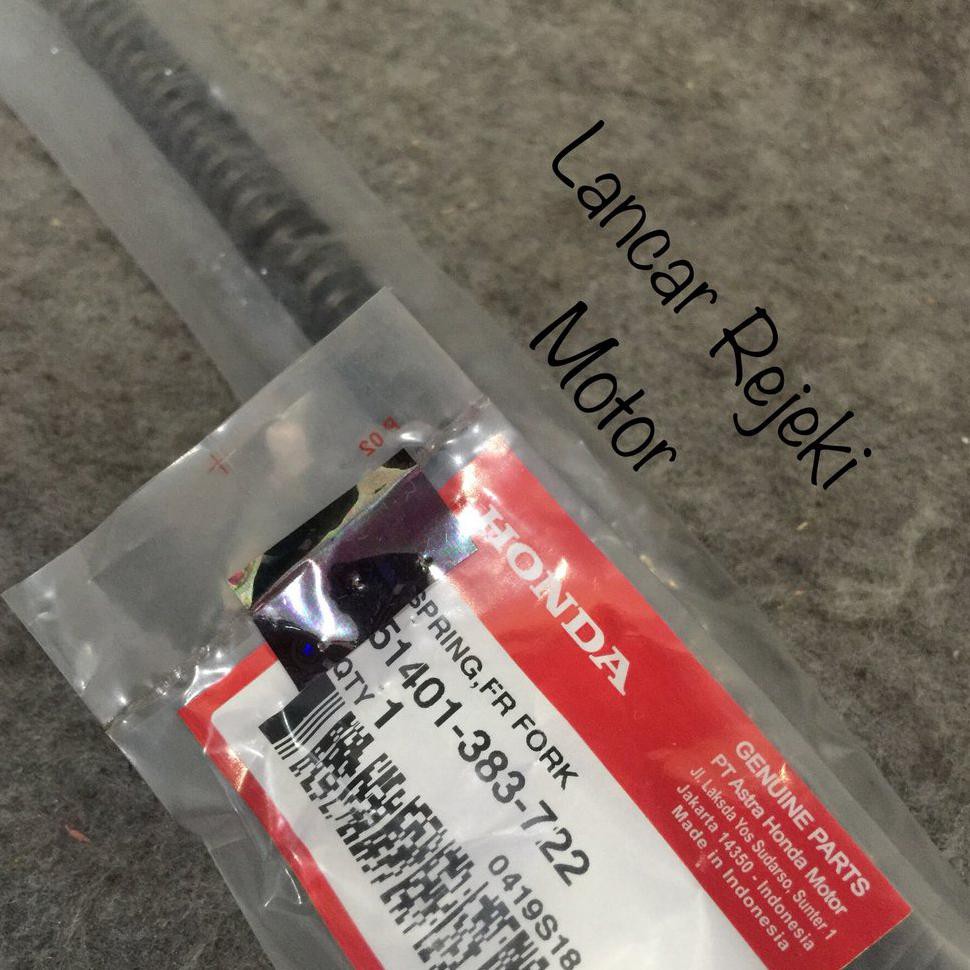 Lancar Rejeki
Motor
P 02
HONDA
GENUINE PARTS
PT Astra Honda Motor
Jl. Laksda Yos Sudarso, Sunter 1
Jakarta 14350 - Indonesia
Made in Indonesia
SPRING,FR FORK
51401-383-722
QTY 1
0419S18